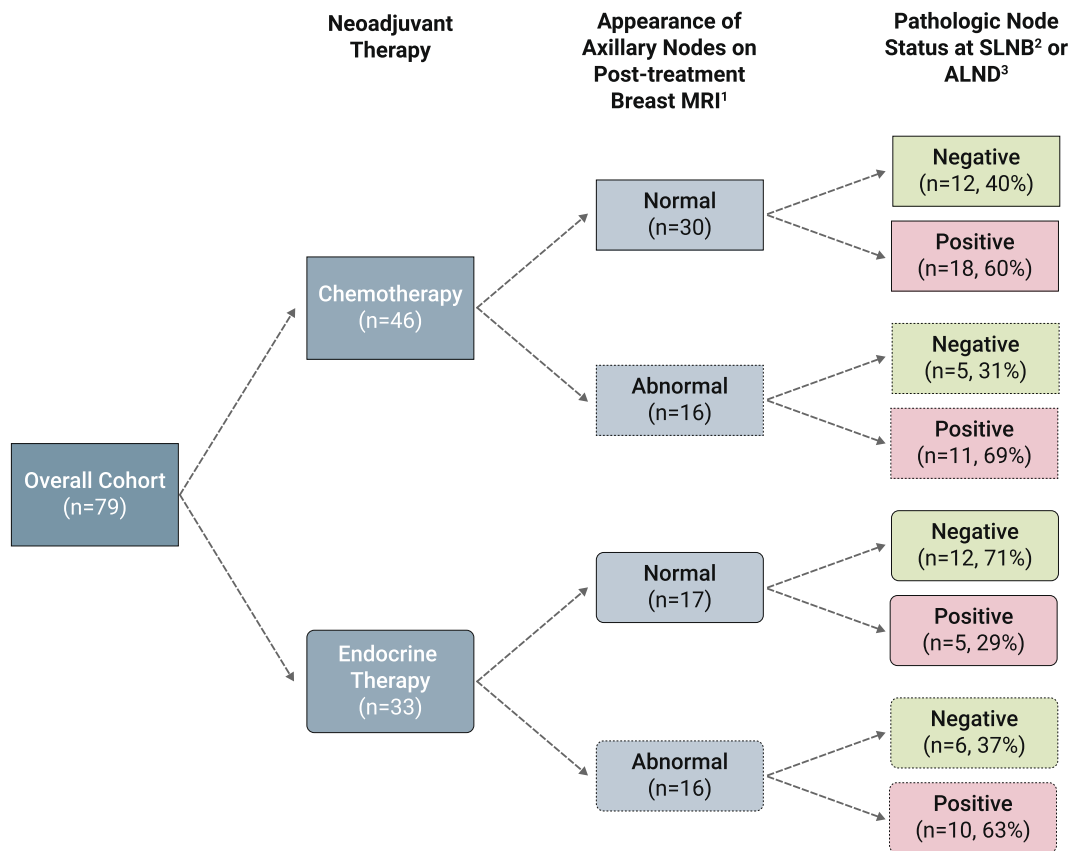 Neoadjuvant
Therapy
Appearance of
Axillary Nodes on
Post-treatment
Breast MRI¹
Pathologic Node
Status at SLNB² or
ALND³
Overall Cohort
(n=79)
Chemotherapy
(n=46)
Normal
(n=30)
Negative
(n=12, 40%)
Positive
(n=18, 60%)
Abnormal
(n=16)
Negative
(n=5, 31%)
Positive
(n=11, 69%)
Endocrine
Therapy
(n=33)
Normal
(n=17)
Negative
(n=12, 71%)
Positive
(n=5, 29%)
Abnormal
(n=16)
Negative
(n=6, 37%)
Positive
(n=10, 63%)